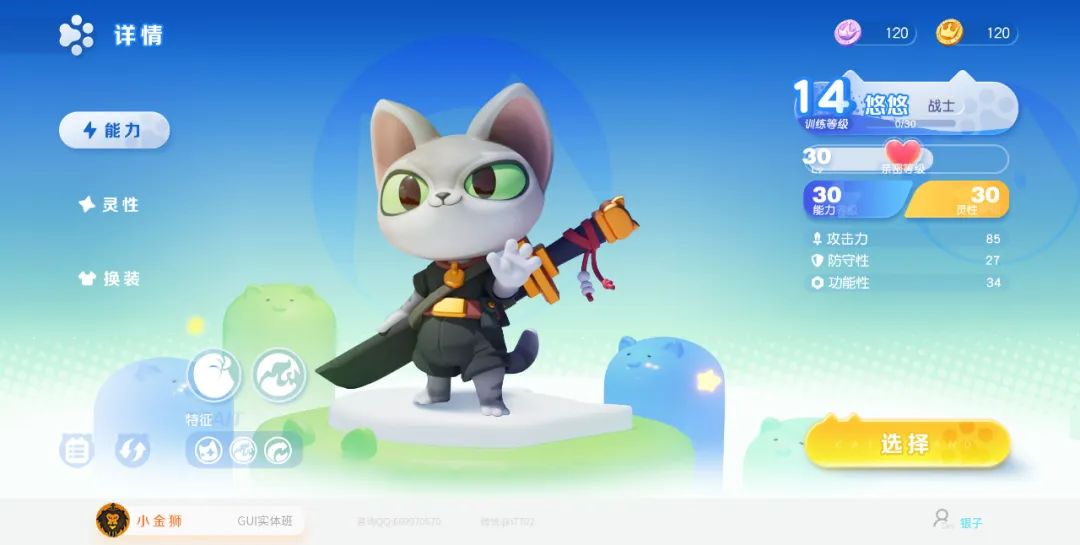 详情
120
120
能力
灵性
换装
14 悠悠 战士
训练等级 0/30
30
Lv
亲密等级
30 30
能力 灵性
攻击力 85
防守性 27
功能性 34
特征
选择
小金狮 GUI实体班
银子